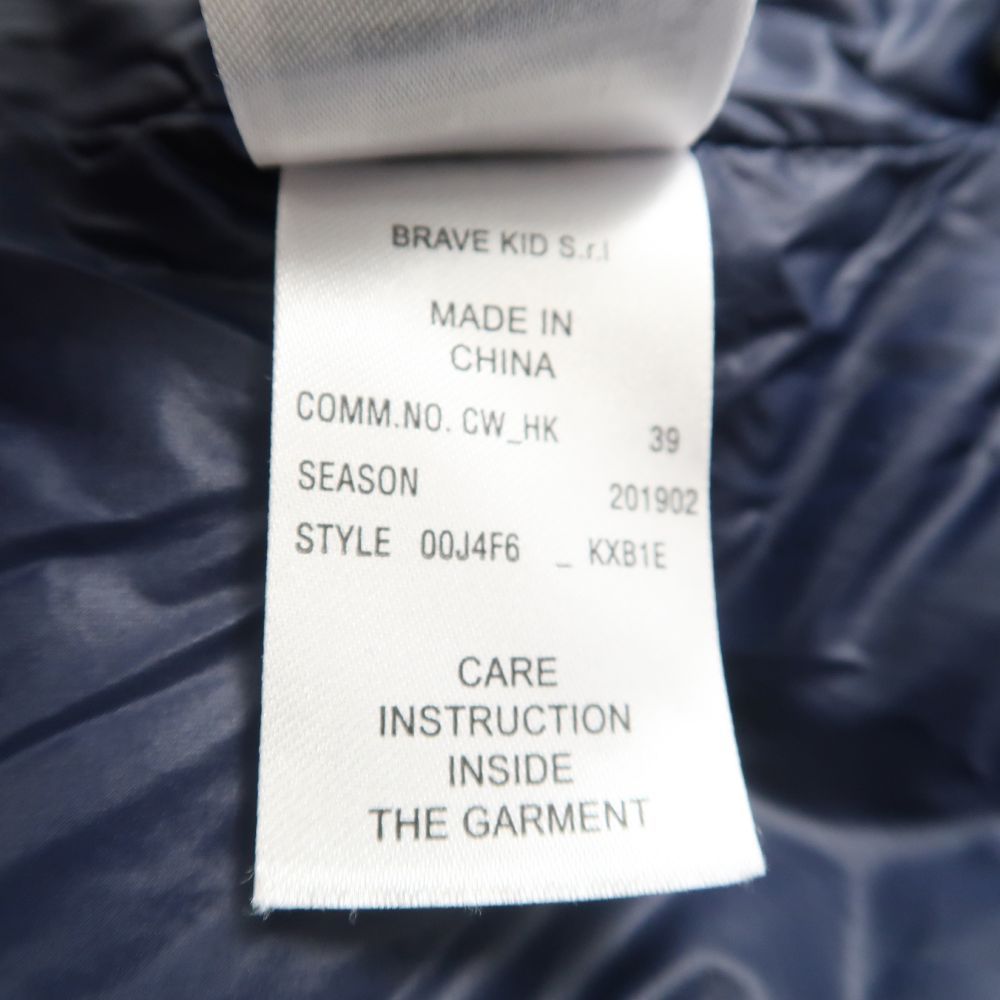 BRAVE KID S.r.l
MADE IN
CHINA
COMM.NO. CW_HK 39
SEASON 201902
STYLE 00J4F6 _ KXB1E
CARE
INSTRUCTION
INSIDE
THE GARMENT